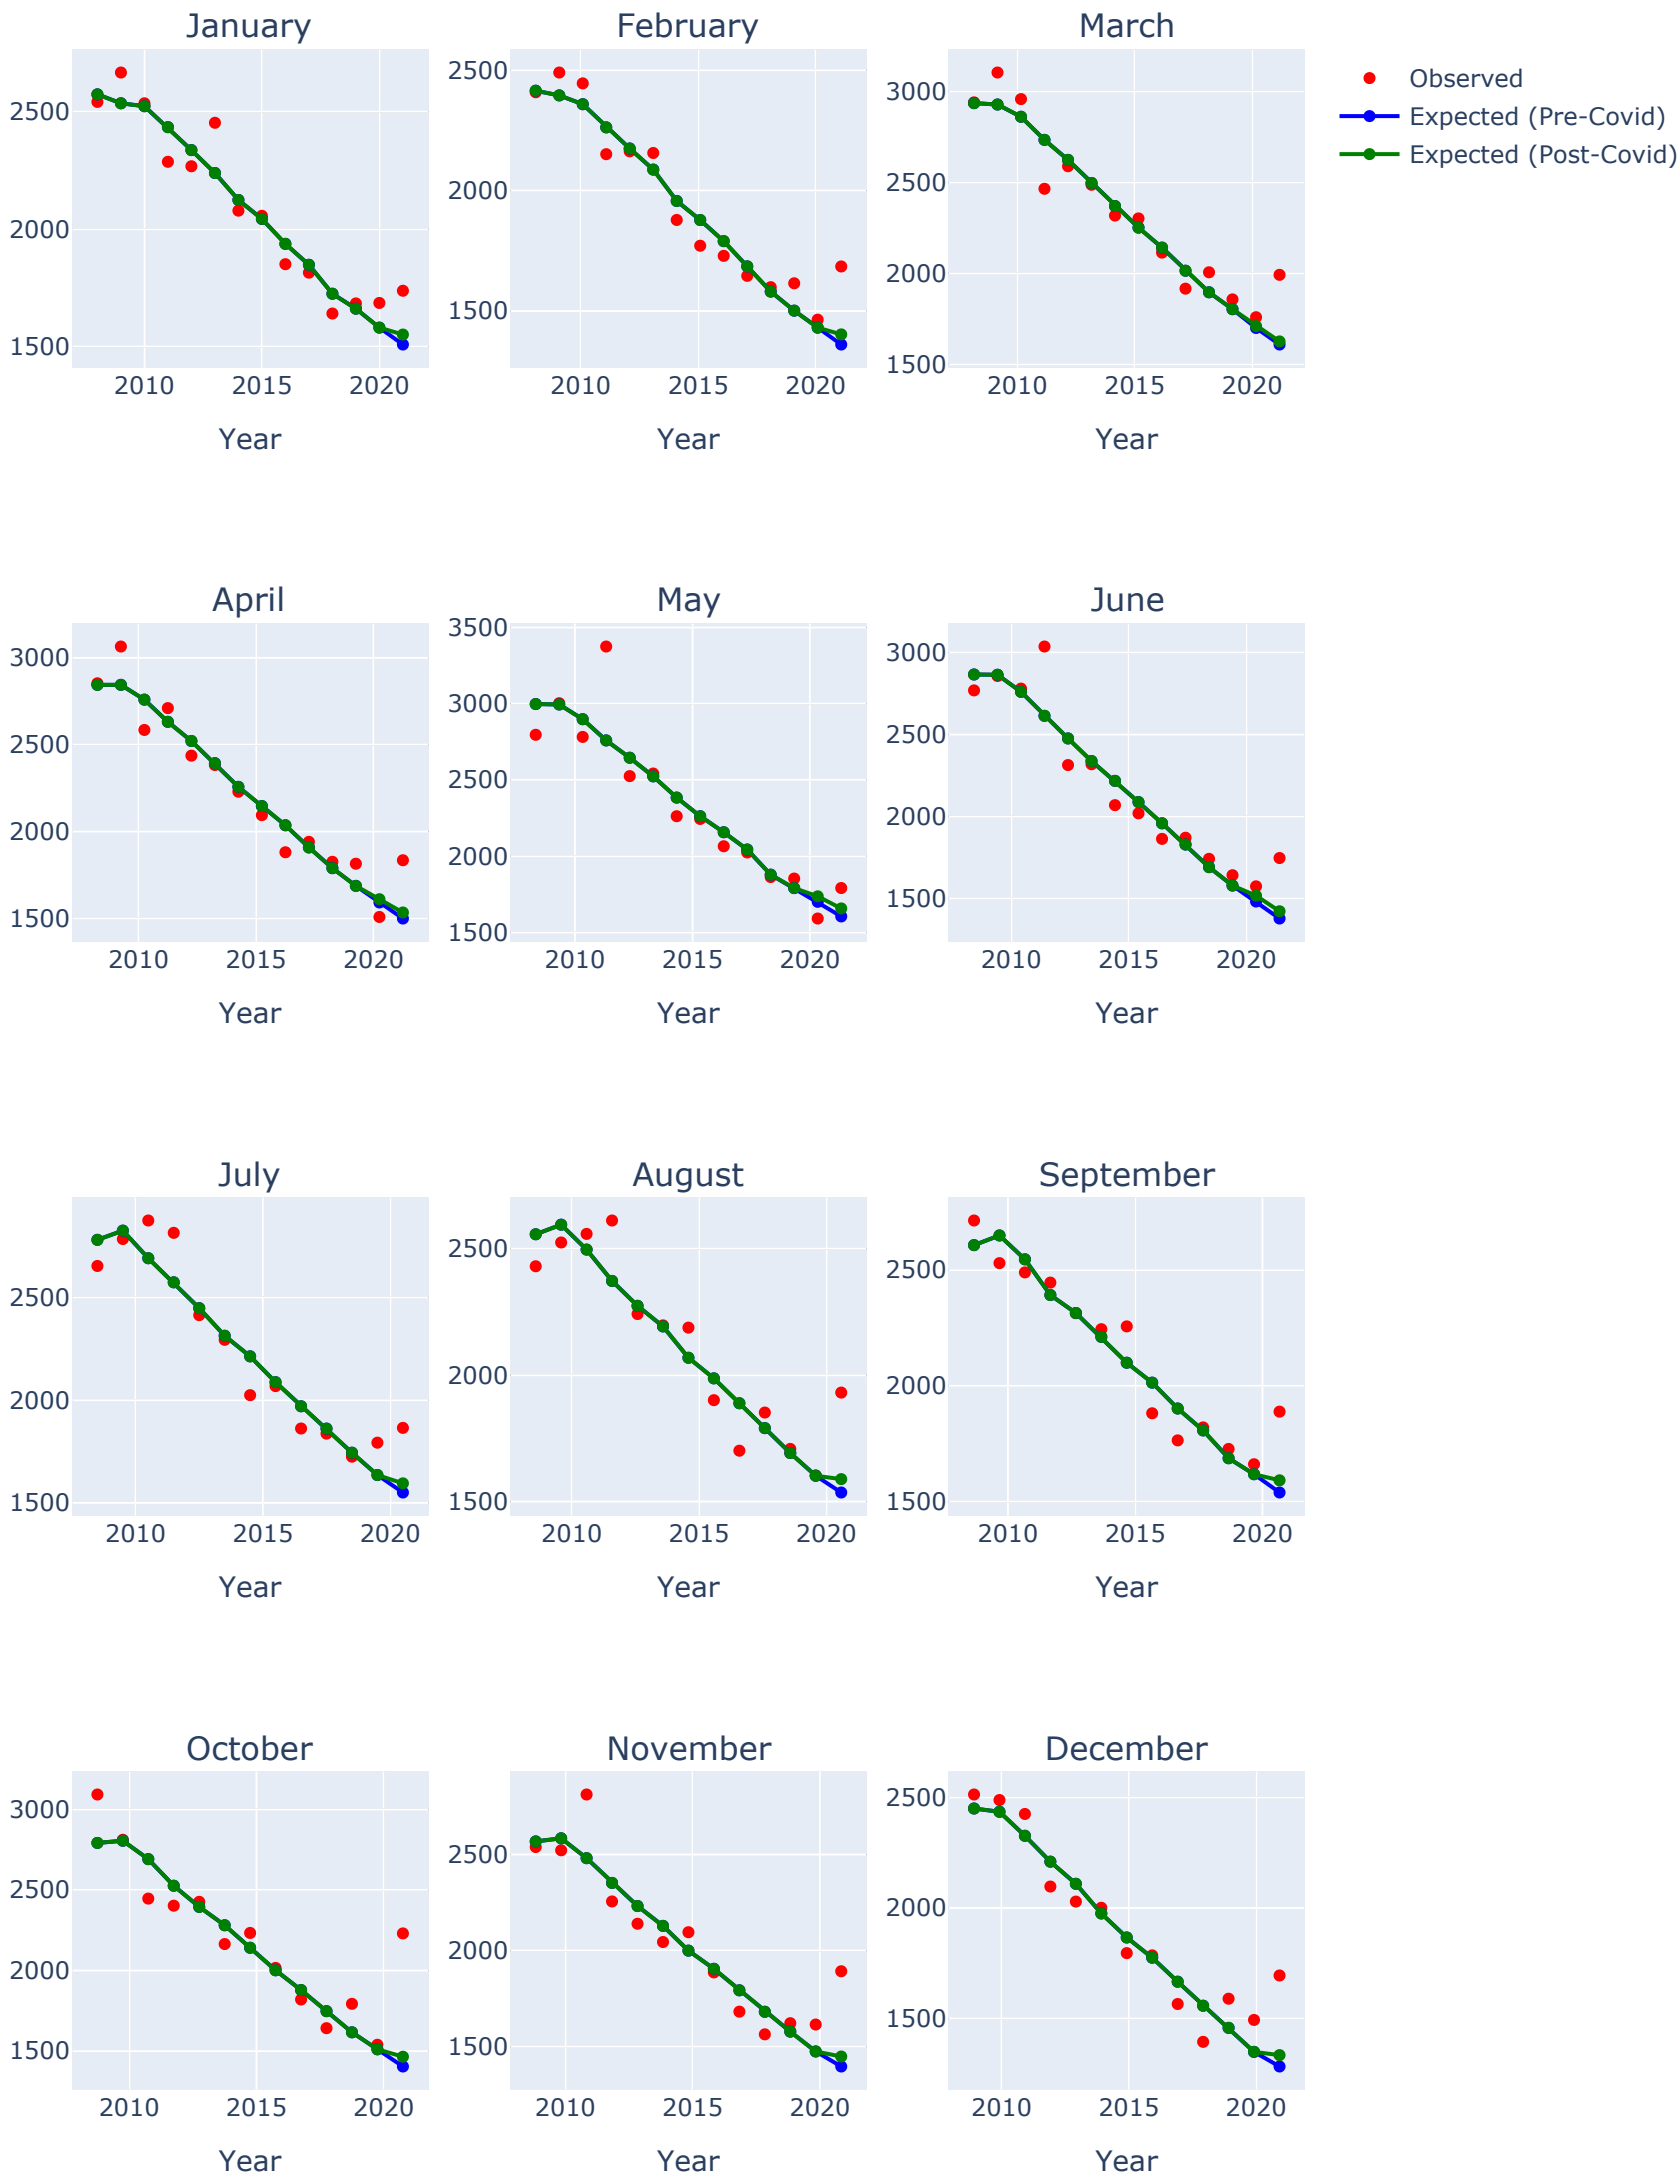 January
February
March
Observed
Expected (Pre-Covid)
Expected (Post-Covid)
2500
2000
1500
2010 2015 2020
Year
2500
2000
1500
2010 2015 2020
Year
3000
2500
2000
1500
2010 2015 2020
Year
April
May
June
3000
2500
2000
1500
2010 2015 2020
Year
3500
3000
2500
2000
1500
2010 2015 2020
Year
3000
2500
2000
1500
2010 2015 2020
Year
July
August
September
2500
2000
1500
2010 2015 2020
Year
2500
2000
1500
2010 2015 2020
Year
2500
2000
1500
2010 2015 2020
Year
October
November
December
3000
2500
2000
1500
2010 2015 2020
Year
2500
2000
1500
2010 2015 2020
Year
2500
2000
1500
2010 2015 2020
Year